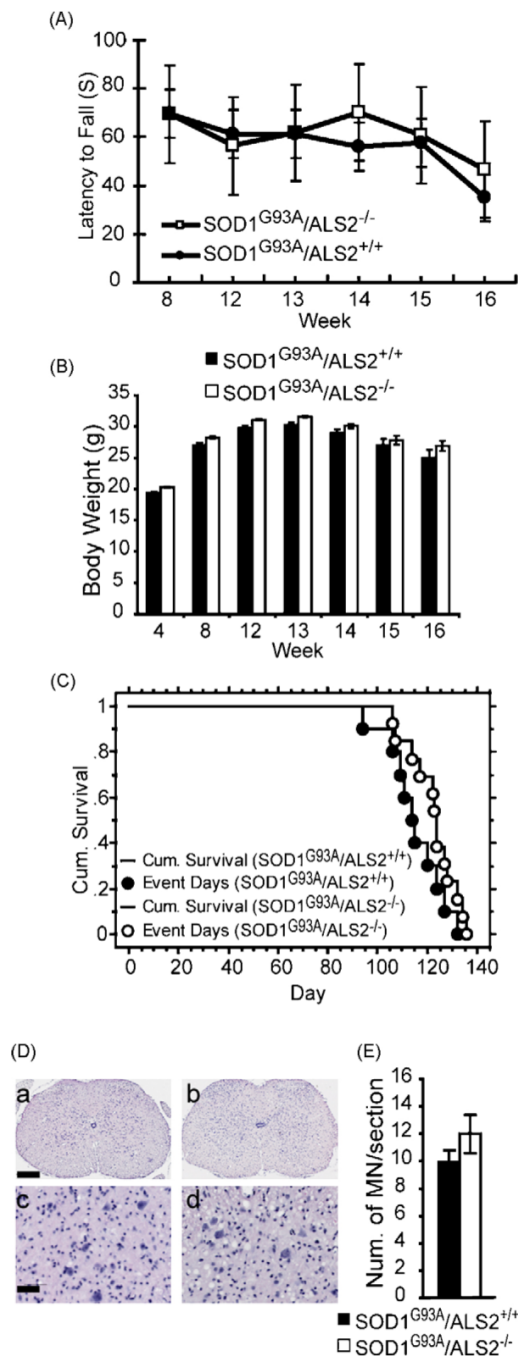 (A)
Latency to Fall (S)
100
80
60
40
20
0
SOD1G93A/ALS2-/-
SOD1G93A/ALS2+/+
8 12 13 14 15 16
Week
(B)
SOD1G93A/ALS2+/+
SOD1G93A/ALS2-/-
Body Weight (g)
35
30
25
20
15
10
5
0
4 8 12 13 14 15 16
Week
(C)
Cum. Survival
1
.8
.6
.4
.2
0
Cum. Survival (SOD1G93A/ALS2+/+)
Event Days (SOD1G93A/ALS2+/+)
Cum. Survival (SOD1G93A/ALS2-/-)
Event Days (SOD1G93A/ALS2-/-)
0 20 40 60 80 100 120 140
Day
(D)
a
b
c
d
(E)
Num. of MN/section
16
14
12
10
8
6
4
2
0
SOD1G93A/ALS2+/+
SOD1G93A/ALS2-/-